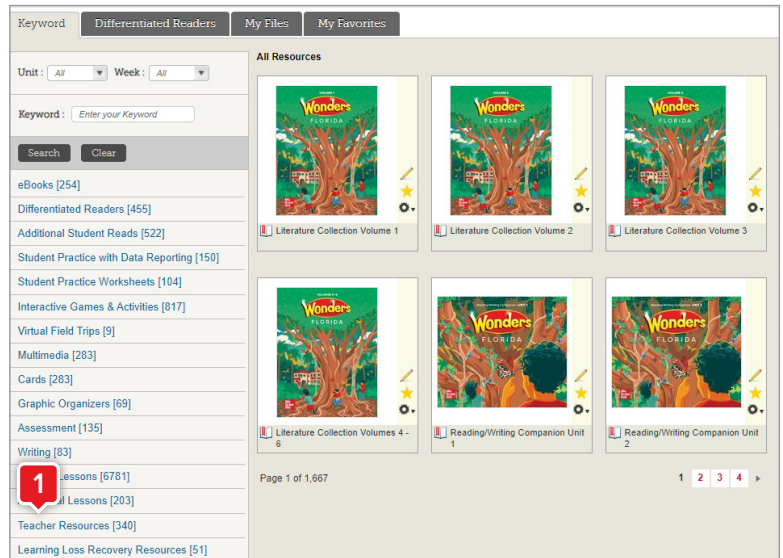 Keyword Differentiated Readers My Files My Favorites
Unit : All Week : All
Keyword : Enter your Keyword
Search Clear
eBooks [254]
Differentiated Readers [455]
Additional Student Reads [522]
Student Practice with Data Reporting [150]
Student Practice Worksheets [104]
Interactive Games & Activities [817]
Virtual Field Trips [9]
Multimedia [283]
Cards [283]
Graphic Organizers [69]
Assessment [135]
Writing [83]
Lessons [6781]
1
Lessons [203]
Teacher Resources [340]
Learning Loss Recovery Resources [51]
All Resources
Wonders
FLORIDA
Literature Collection Volume 1
Wonders
FLORIDA
Literature Collection Volume 2
Wonders
FLORIDA
Literature Collection Volume 3
Wonders
FLORIDA
Literature Collection Volumes 4 -
6
Wonders
FLORIDA
Reading/Writing Companion Unit
1
Wonders
FLORIDA
Reading/Writing Companion Unit
2
Page 1 of 1,667
1 2 3 4